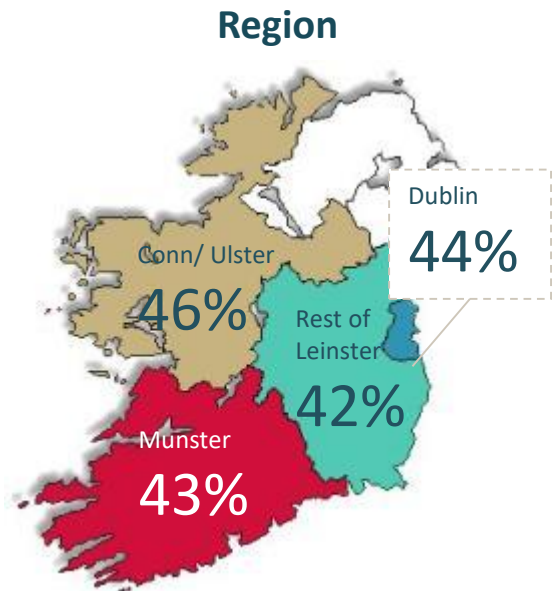 Region
Dublin
44%
Conn/ Ulster
46%
Rest of
Leinster
42%
Munster
43%